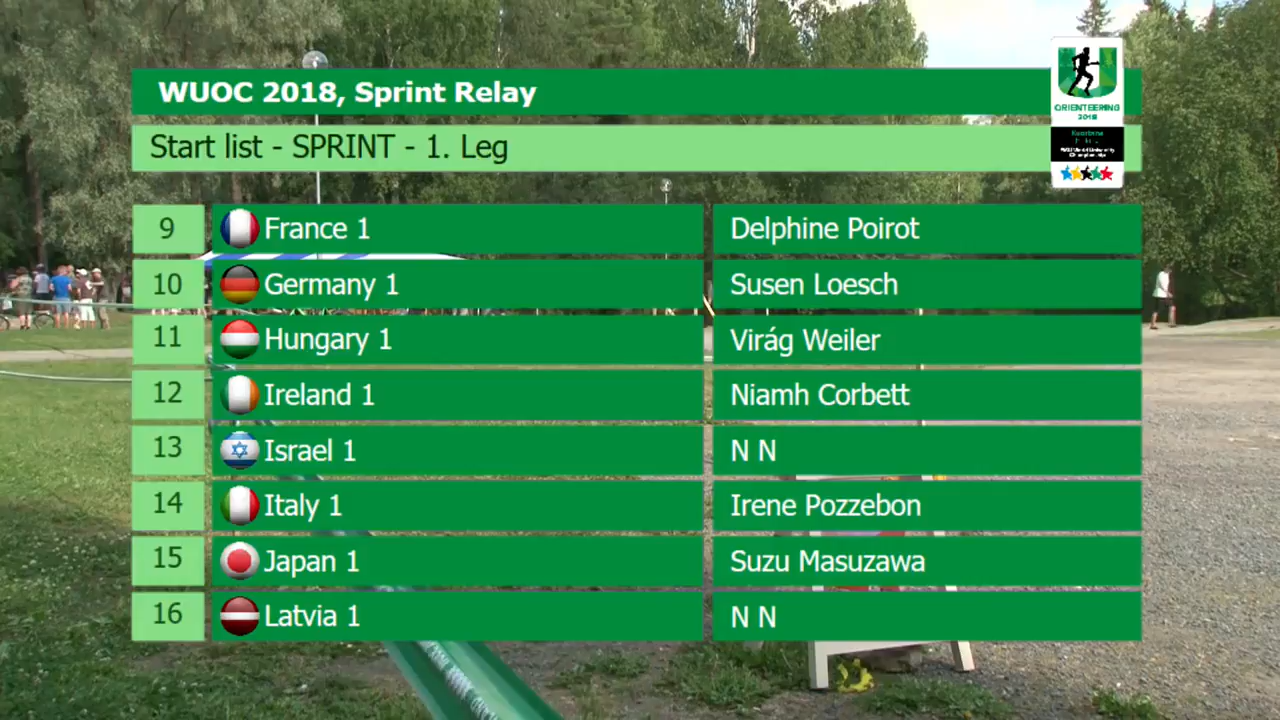 WUOC 2018, Sprint Relay
Start list - SPRINT - 1. Leg
ORIENTEERING
2018
9 France 1 Delphine Poirot
10 Germany 1 Susen Loesch
11 Hungary 1 Virág Weiler
12 Ireland 1 Niamh Corbett
13 Israel 1 N N
14 Italy 1 Irene Pozzebon
15 Japan 1 Suzu Masuzawa
16 Latvia 1 N N